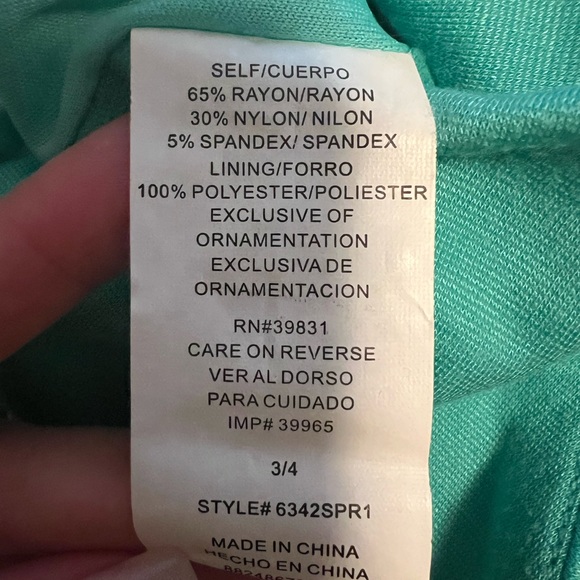 SELF/CUERPO
65% RAYON/RAYON
30% NYLON/ NILON
5% SPANDEX/ SPANDEX
LINING/FORRO
100% POLYESTER/POLIESTER
EXCLUSIVE OF
ORNAMENTATION
EXCLUSIVA DE
ORNAMENTACION
RN#39831
CARE ON REVERSE
VER AL DORSO
PARA CUIDADO
IMP# 39965
3/4
STYLE# 6342SPR1
MADE IN CHINA
HECHO EN CHINA